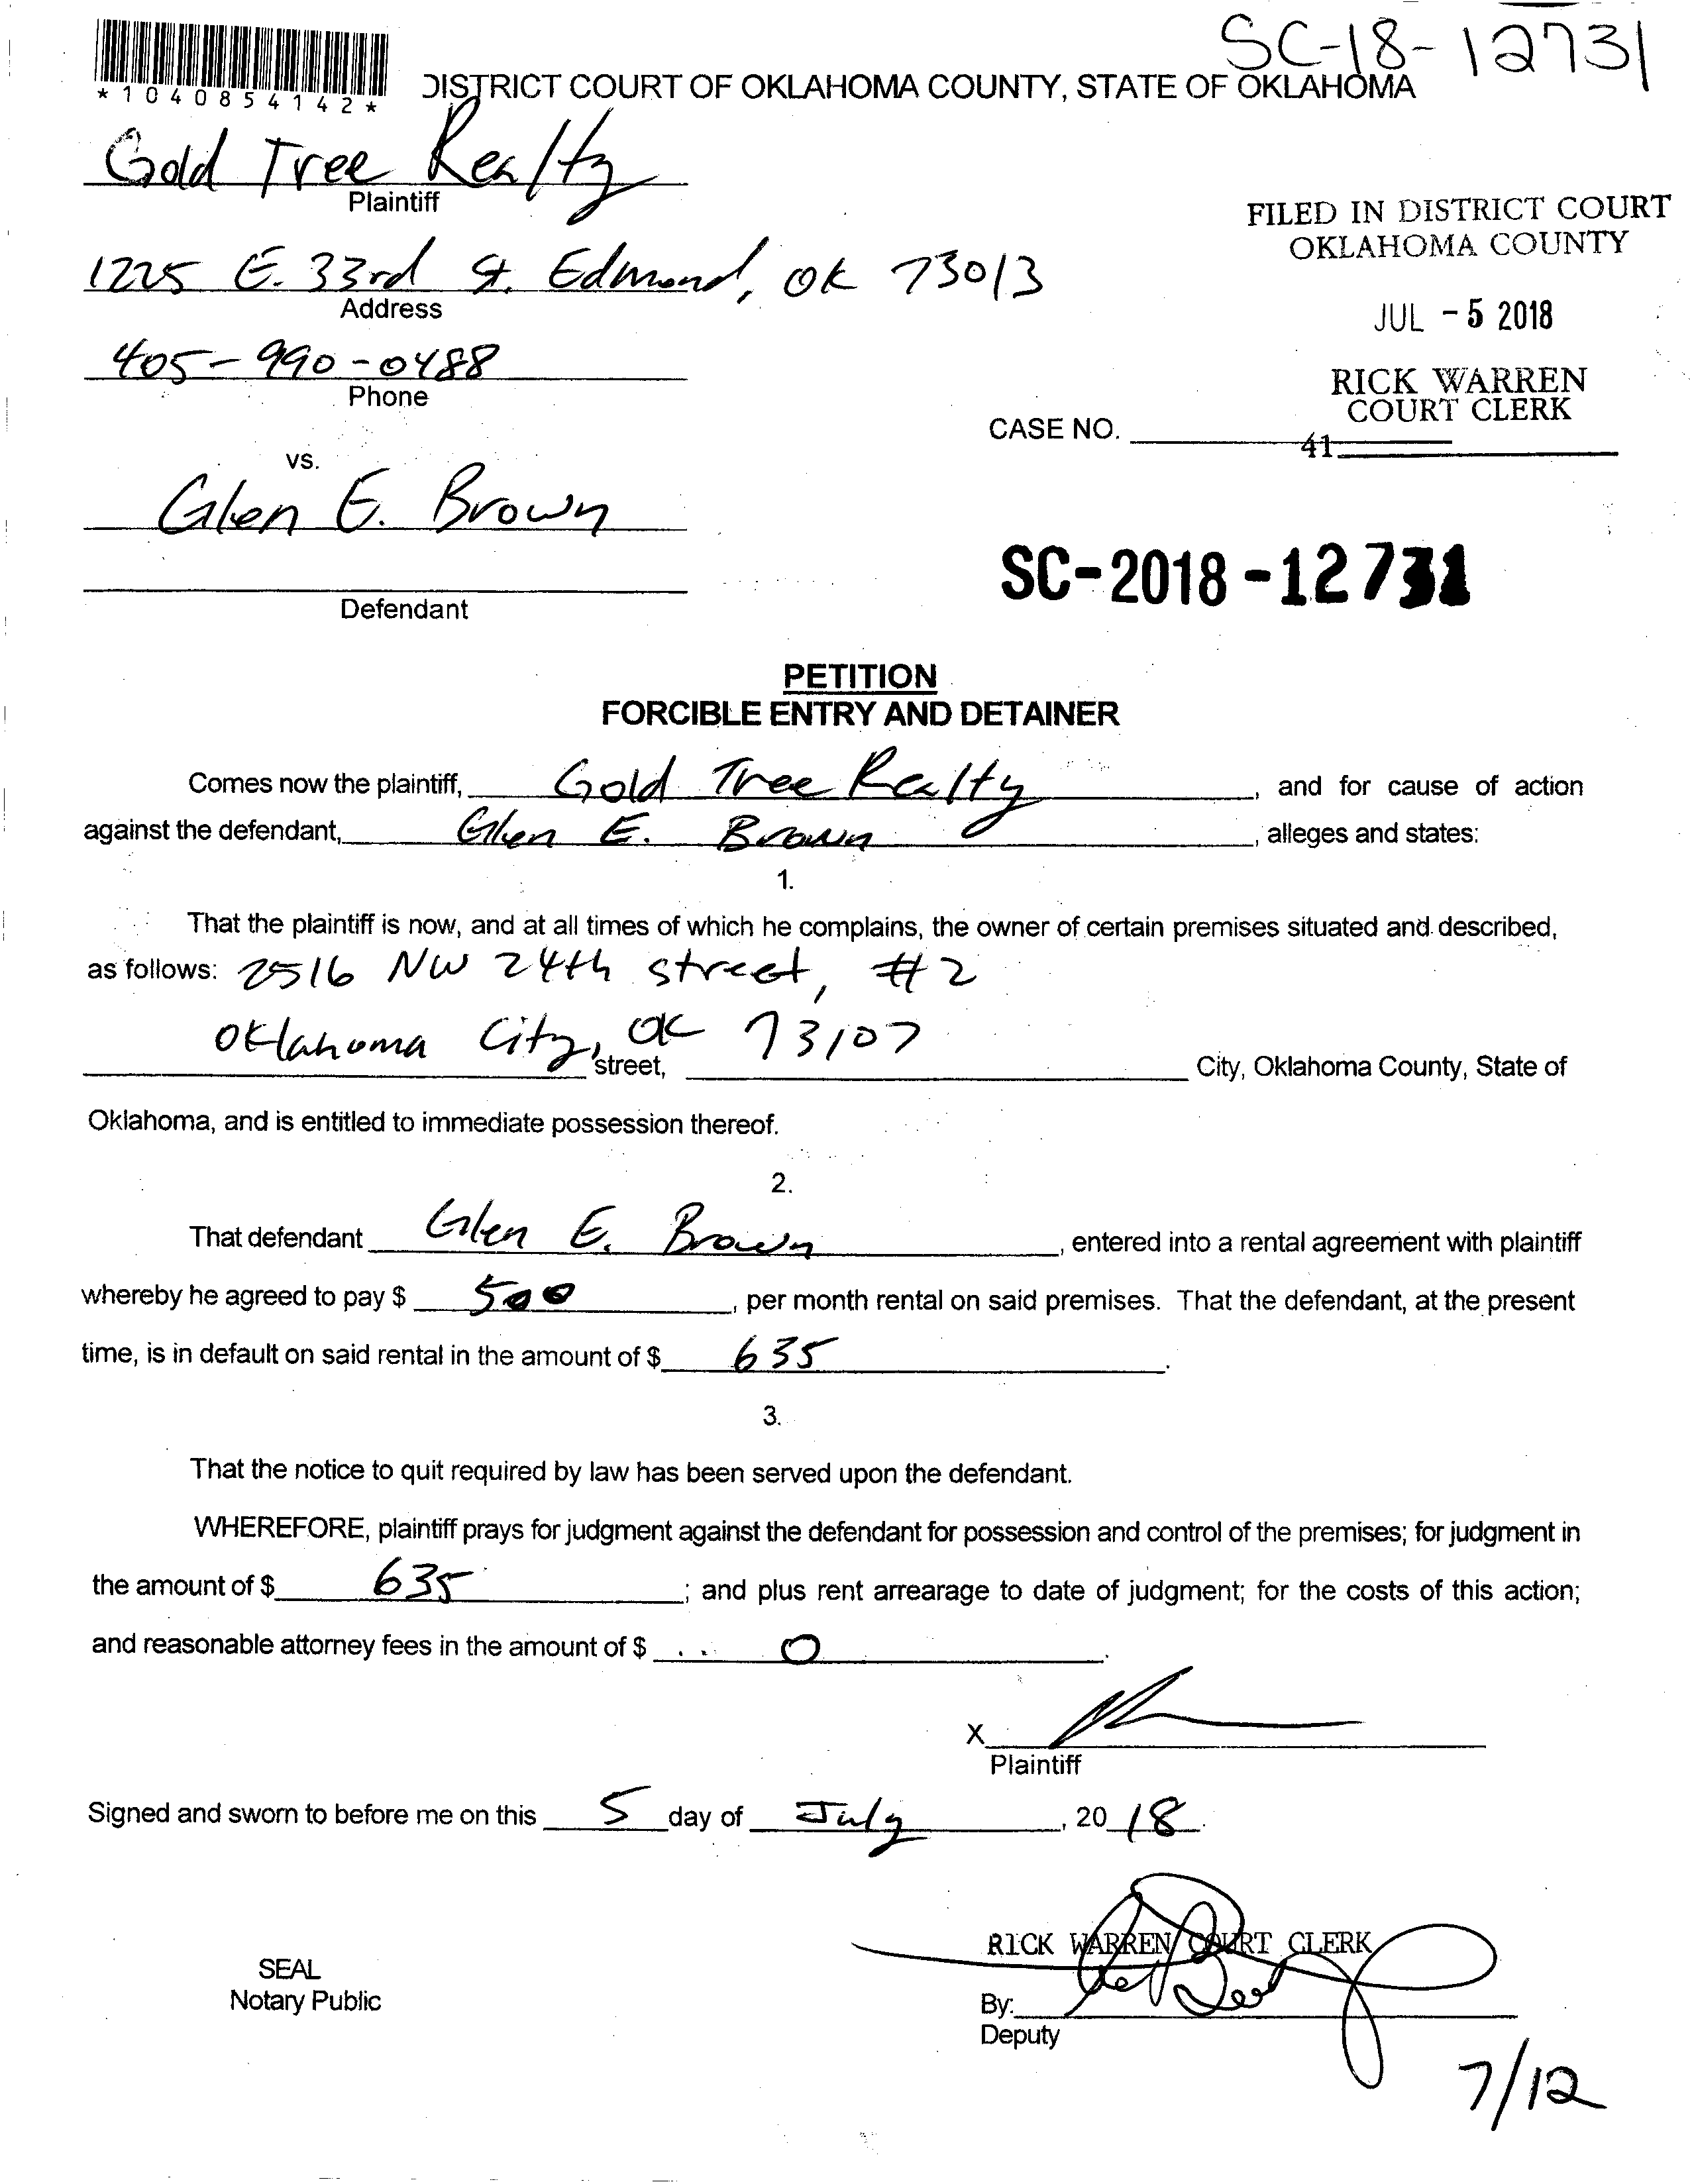 SC-18-12731
*1040854142*
DISTRICT COURT OF OKLAHOMA COUNTY, STATE OF OKLAHOMA
Gold Tree Realty
Plaintiff
FILED IN DISTRICT COURT
OKLAHOMA COUNTY
1225 E. 33rd St. Edmond, OK 73013
Address
JUL - 5 2018
405-990-0488
Phone
RICK WARREN
COURT CLERK
CASE NO.
41
vs.
Glen E. Brown
Defendant
SC-2018-12731
PETITION
FORCIBLE ENTRY AND DETAINER
Comes now the plaintiff, Gold Tree Realty, and for cause of action
against the defendant, Glen E. Brown, alleges and states:
1.
That the plaintiff is now, and at all times of which he complains, the owner of certain premises situated and described,
as follows: 2516 NW 24th street, #2
Oklahoma City, OK 73107
street, City, Oklahoma County, State of
Oklahoma, and is entitled to immediate possession thereof.
2.
That defendant Glen E. Brown, entered into a rental agreement with plaintiff
whereby he agreed to pay $ 500, per month rental on said premises. That the defendant, at the present
time, is in default on said rental in the amount of $ 635.
3.
That the notice to quit required by law has been served upon the defendant.
WHEREFORE, plaintiff prays for judgment against the defendant for possession and control of the premises; for judgment in
the amount of $ 635; and plus rent arrearage to date of judgment; for the costs of this action;
and reasonable attorney fees in the amount of $ 0.
X
Plaintiff
Signed and sworn to before me on this 5 day of July, 20 18.
RICK WARREN COURT CLERK
SEAL
Notary Public
By:
Deputy
7/12